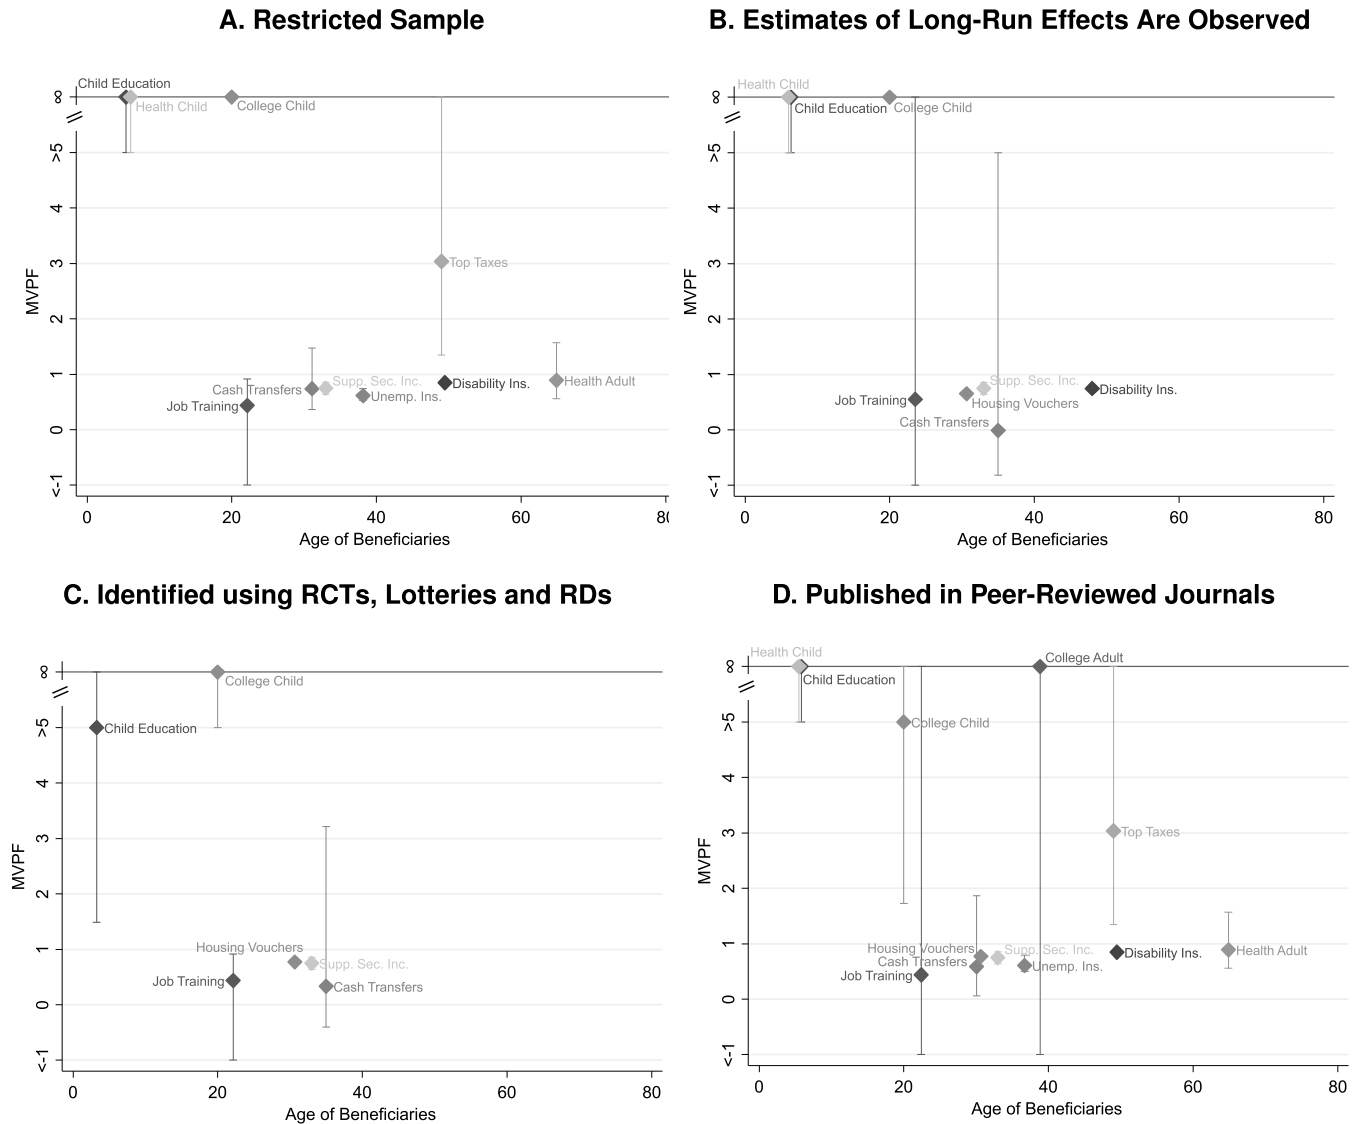 A. Restricted Sample
Child Education
∞
Health Child
College Child
>5
4
3
Top Taxes
2
1
Supp. Sec. Inc.
Cash Transfers
Disability Ins.
Health Adult
Unemp. Ins.
Job Training
0
<-1
MVPF
0 20 40 60 80
Age of Beneficiaries
B. Estimates of Long-Run Effects Are Observed
Health Child
∞
Child Education
College Child
>5
4
3
2
1
Supp. Sec. Inc.
Disability Ins.
Job Training
Housing Vouchers
Cash Transfers
0
<-1
MVPF
0 20 40 60 80
Age of Beneficiaries
C. Identified using RCTs, Lotteries and RDs
∞
College Child
>5
Child Education
4
3
2
1
Housing Vouchers
Supp. Sec. Inc.
Job Training
Cash Transfers
0
<-1
MVPF
0 20 40 60 80
Age of Beneficiaries
D. Published in Peer-Reviewed Journals
Health Child
College Adult
∞
Child Education
>5
College Child
4
3
Top Taxes
2
1
Housing Vouchers
Supp. Sec. Inc.
Disability Ins.
Health Adult
Cash Transfers
Unemp. Ins.
Job Training
0
<-1
MVPF
0 20 40 60 80
Age of Beneficiaries